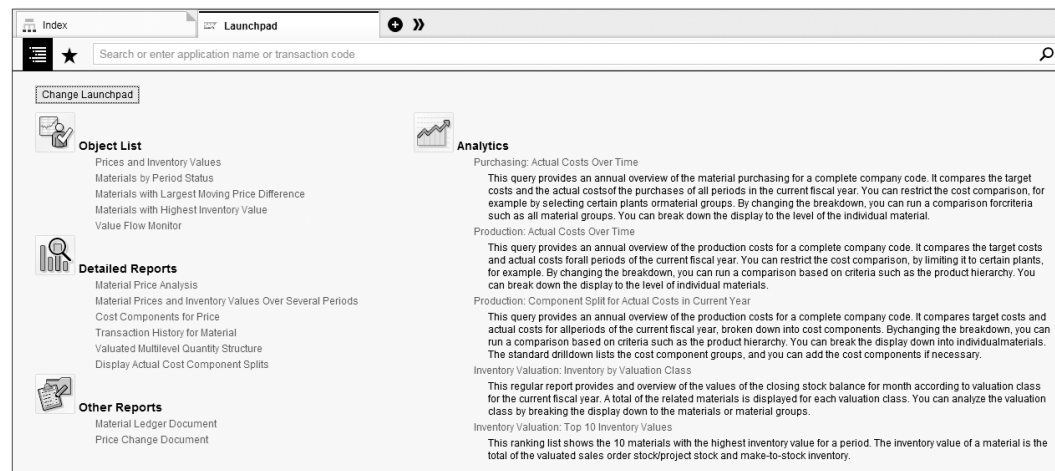 Index
Launchpad
Search or enter application name or transaction code
Change Launchpad
Object List
Prices and Inventory Values
Materials by Period Status
Materials with Largest Moving Price Difference
Materials with Highest Inventory Value
Value Flow Monitor
Detailed Reports
Material Price Analysis
Material Prices and Inventory Values Over Several Periods
Cost Components for Price
Transaction History for Material
Valuated Multilevel Quantity Structure
Display Actual Cost Component Splits
Other Reports
Material Ledger Document
Price Change Document
Analytics
Purchasing: Actual Costs Over Time
This query provides an annual overview of the material purchasing for a complete company code. It compares the target
costs and the actual costsof the purchases of all periods in the current fiscal year. You can restrict the cost comparison, for
example by selecting certain plants ormaterial groups. By changing the breakdown, you can run a comparison forcriteria
such as all material groups. You can break down the display to the level of the individual material.
Production: Actual Costs Over Time
This query provides an annual overview of the production costs for a complete company code. It compares the target costs
and actual costs forall periods of the current fiscal year. You can restrict the cost comparison, by limiting it to certain plants,
for example. By changing the breakdown, you can run a comparison based on criteria such as the product hierarchy. You
can break down the display to the level of individual materials.
Production: Component Split for Actual Costs in Current Year
This query provides an annual overview of the production costs for a complete company code. It compares target costs and
actual costs for allperiods of the current fiscal year, broken down into cost components. Bychanging the breakdown, you can
run a comparison based on criteria such as the product hierarchy. You can break the display down into individualmaterials.
The standard drilldown lists the cost component groups, and you can add the cost components if necessary.
Inventory Valuation: Inventory by Valuation Class
This regular report provides and overview of the values of the closing stock balance for month according to valuation class
for the current fiscal year. A total of the related materials is displayed for each valuation class. You can analyze the valuation
class by breaking the display down to the materials or material groups.
Inventory Valuation: Top 10 Inventory Values
This ranking list shows the 10 materials with the highest inventory value for a period. The inventory value of a material is the
total of the valuated sales order stock/project stock and make-to-stock inventory.